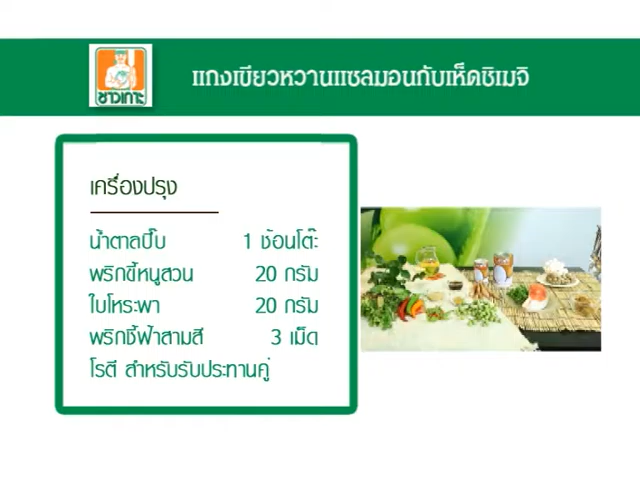 ชาวเกาะ
แกงเขียวหวานแซลมอนกับเห็ดชิเมจิ
เครื่องปรุง
น้ำตาลปี๊บ 1 ช้อนโต๊ะ
พริกขี้หนูสวน 20 กรัม
ใบโหระพา 20 กรัม
พริกชี้ฟ้าสามสี 3 เม็ด
โรตี สำหรับรับประทานคู่